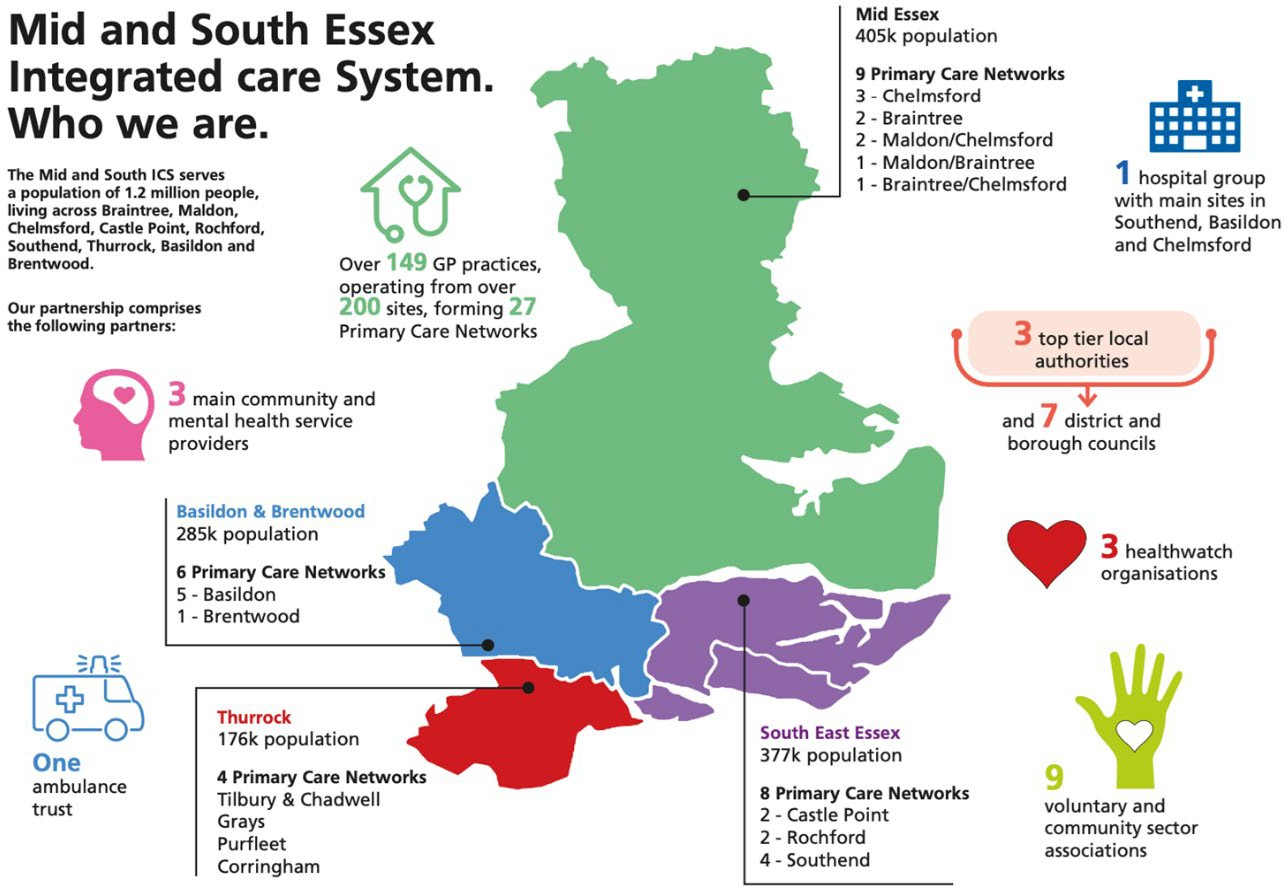 Mid and South Essex
Integrated care System.
Who we are.
The Mid and South ICS serves
a population of 1.2 million people,
living across Braintree, Maldon,
Chelmsford, Castle Point, Rochford,
Southend, Thurrock, Basildon and
Brentwood.
Our partnership comprises
the following partners:
Over 149 GP practices,
operating from over
200 sites, forming 27
Primary Care Networks
Mid Essex
405k population
9 Primary Care Networks
3 - Chelmsford
2 - Braintree
2 - Maldon/Chelmsford
1 - Maldon/Braintree
1 - Braintree/Chelmsford
1 hospital group
with main sites in
Southend, Basildon
and Chelmsford
3 top tier local
authorities
and 7 district and
borough councils
3 main community and
mental health service
providers
Basildon & Brentwood
285k population
6 Primary Care Networks
5 - Basildon
1 - Brentwood
3 healthwatch
organisations
One
ambulance
trust
Thurrock
176k population
4 Primary Care Networks
Tilbury & Chadwell
Grays
Purfleet
Corringham
South East Essex
377k population
8 Primary Care Networks
2 - Castle Point
2 - Rochford
4 - Southend
9
voluntary and
community sector
associations